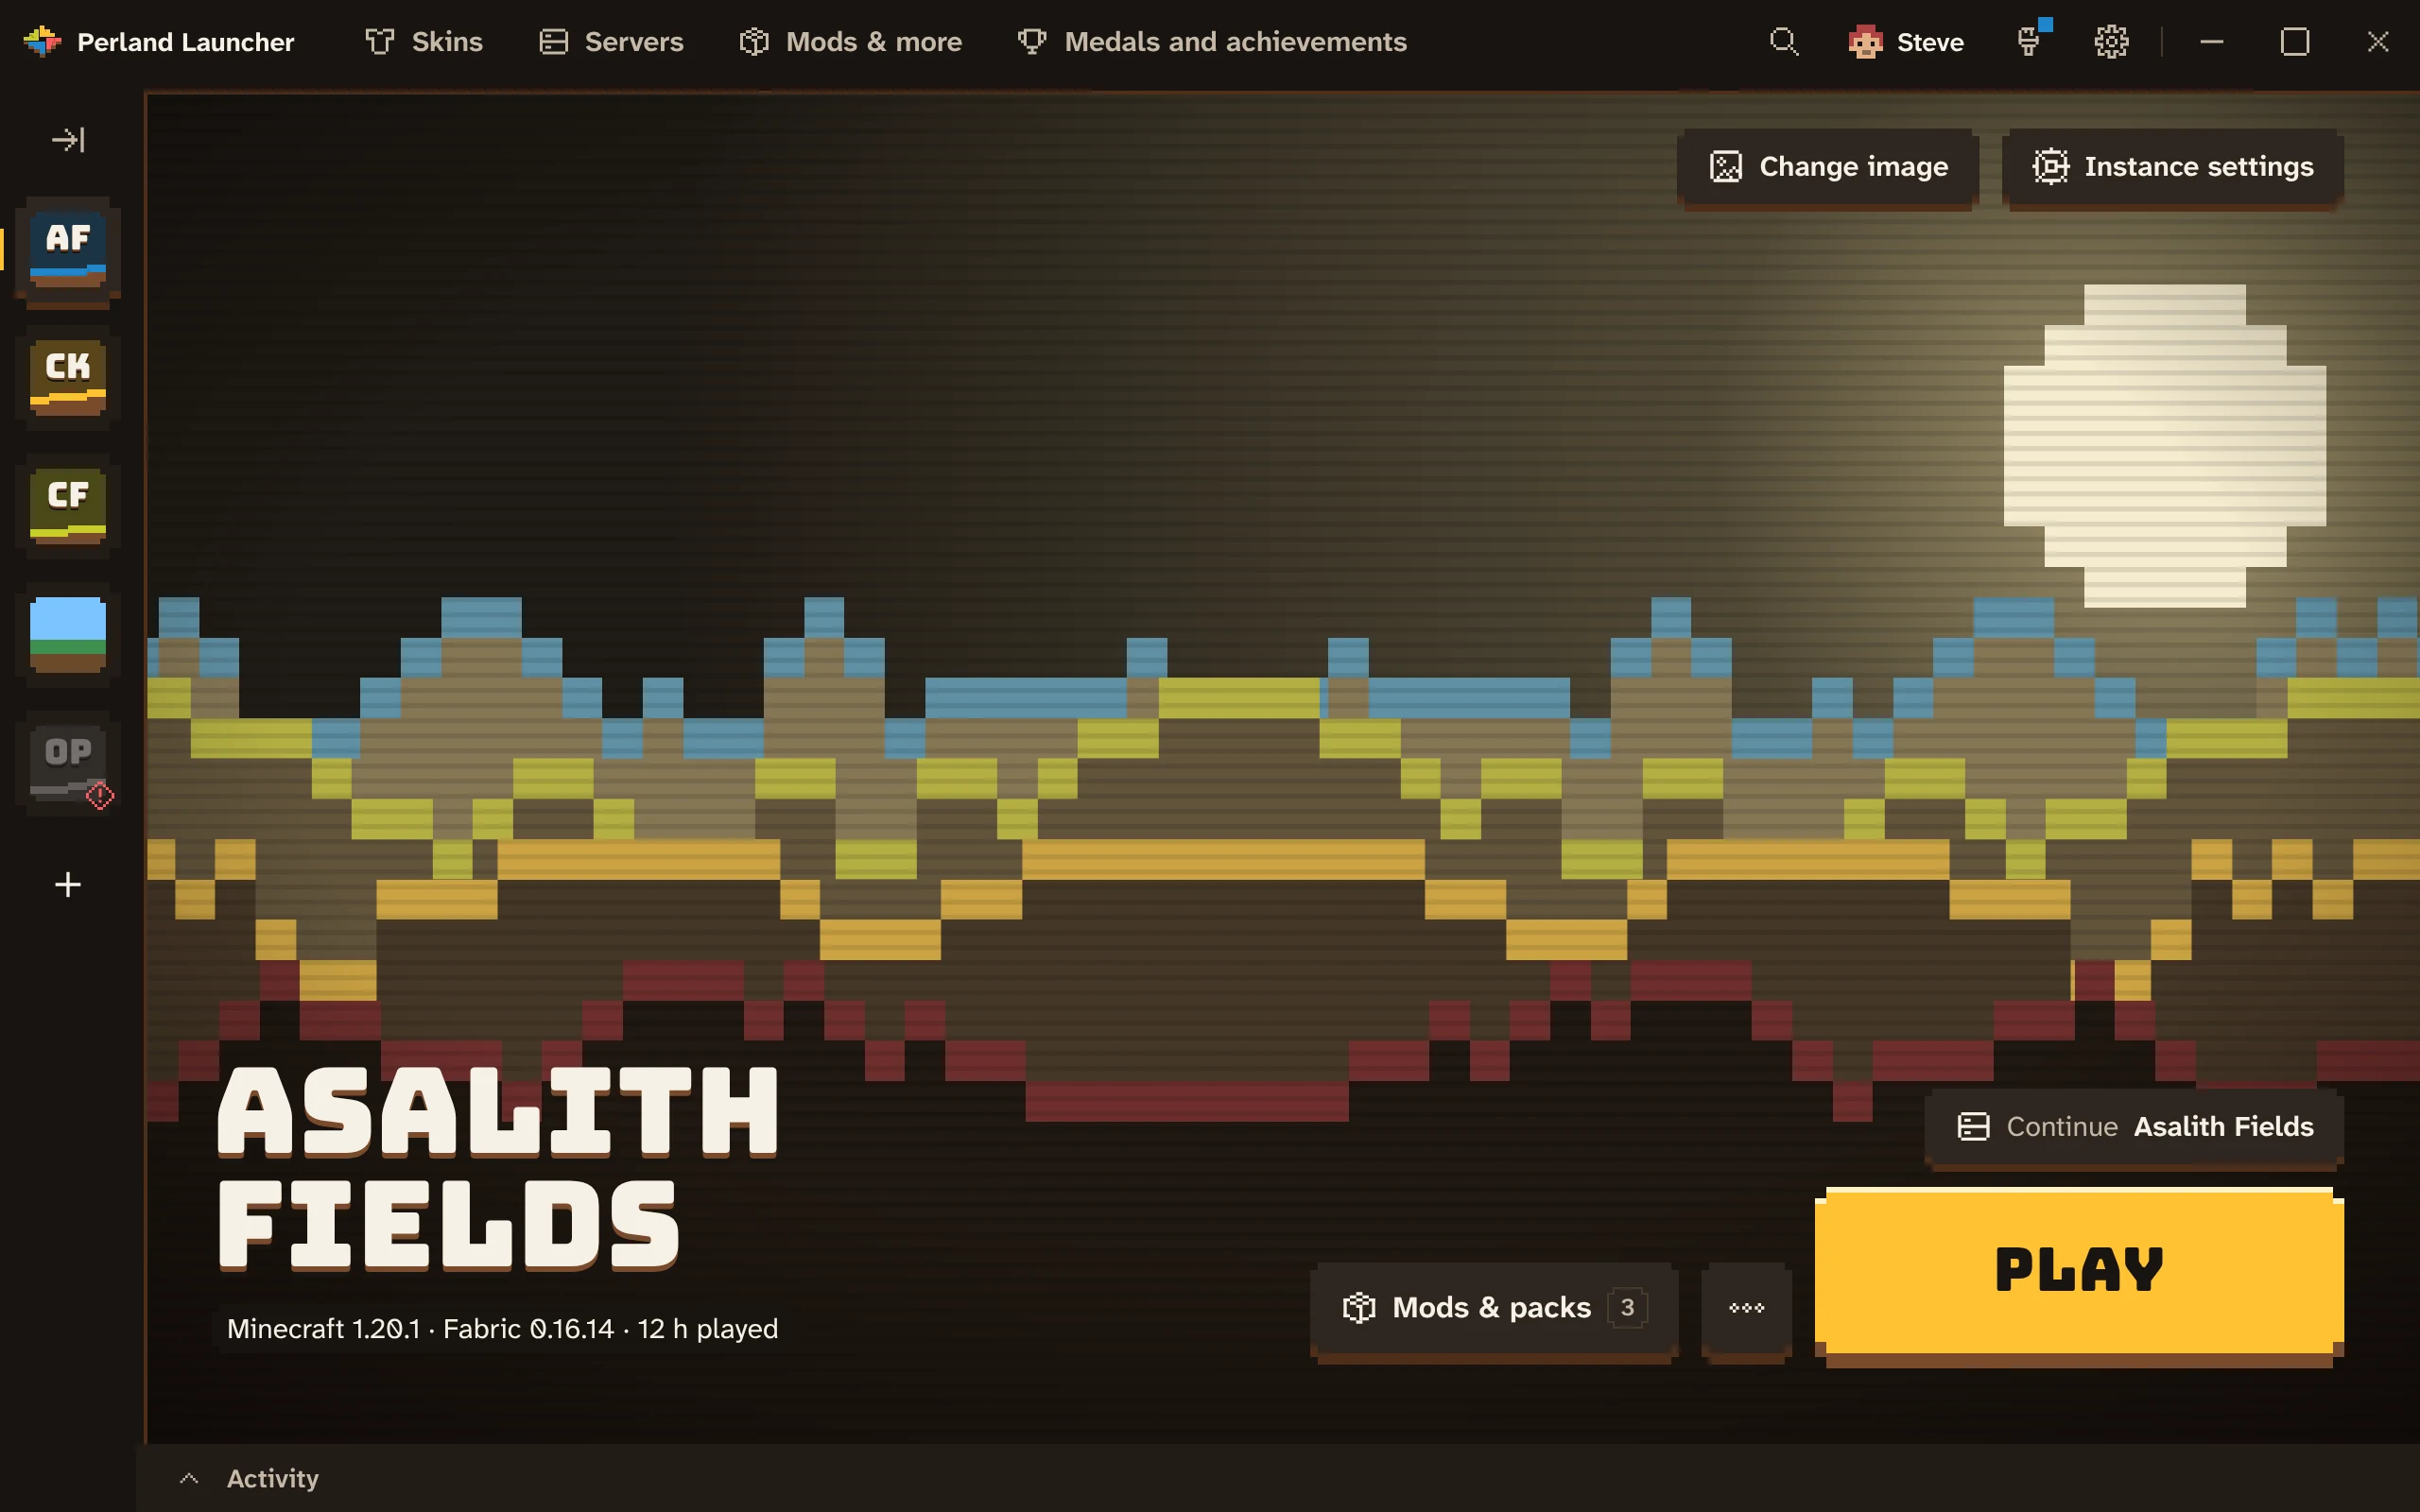 Perland Launcher
Skins
Servers
Mods & more
Medals and achievements
Steve
Change image
Instance settings
AF
CK
CF
OP
ASALITH
FIELDS
Minecraft 1.20.1 · Fabric 0.16.14 · 12 h played
Continue Asalith Fields
Mods & packs 3
PLAY
Activity